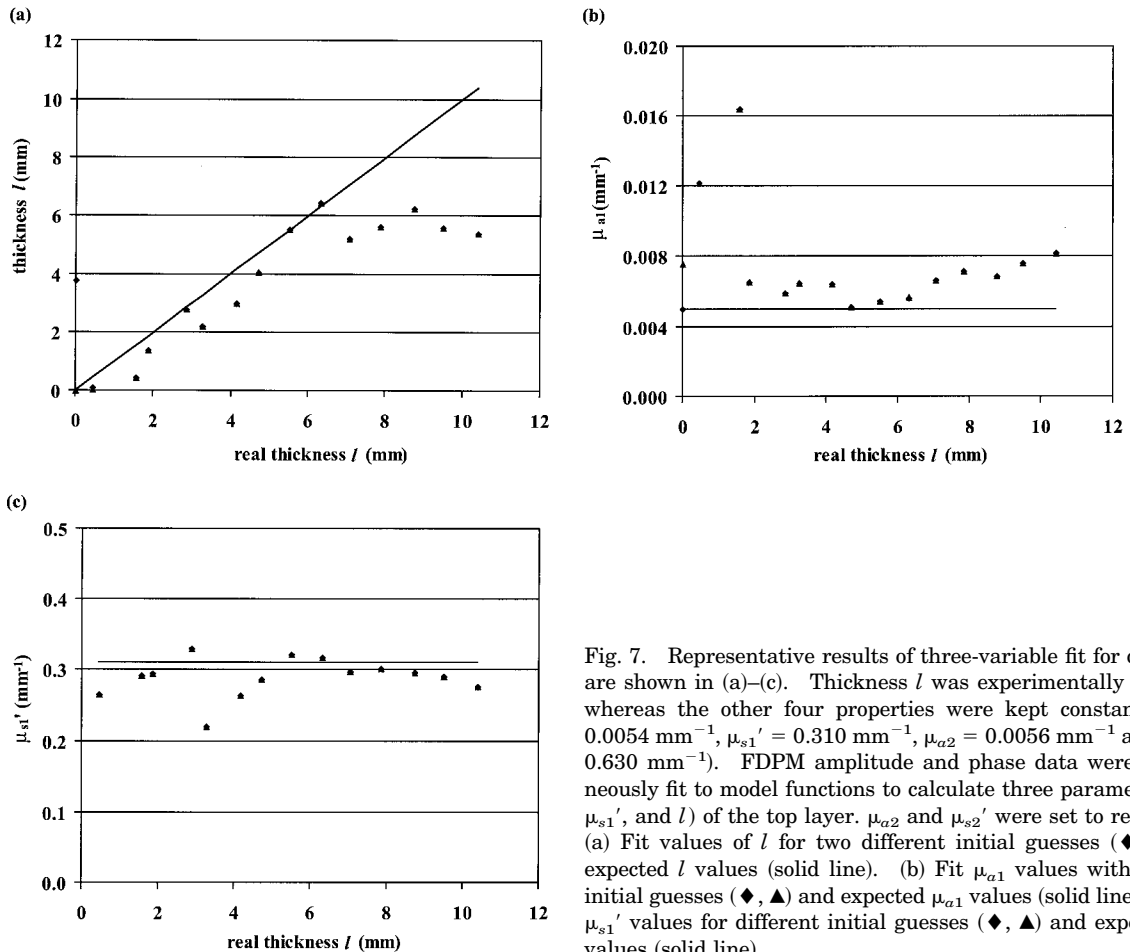 (a)
12
10
8
6
4
2
0
thickness l (mm)
0 2 4 6 8 10 12
real thickness l (mm)
(b)
0.020
0.016
0.012
0.008
0.004
0.000
μa1(mm-1)
0 2 4 6 8 10 12
real thickness l (mm)
(c)
0.5
0.4
0.3
0.2
0.1
0.0
μs1' (mm-1)
0 2 4 6 8 10 12
real thickness l (mm)
Fig. 7. Representative results of three-variable fit for
are shown in (a)–(c). Thickness l was experimentally
whereas the other four properties were kept constan
0.0054 mm−1, μs1′ = 0.310 mm−1, μa2 = 0.0056 mm−1 a
0.630 mm−1). FDPM amplitude and phase data were
neously fit to model functions to calculate three parame
μs1′, and l) of the top layer. μa2 and μs2′ were set to re
(a) Fit values of l for two different initial guesses (♦
expected l values (solid line). (b) Fit μa1 values with
initial guesses (♦, ▲) and expected μa1 values (solid line
μs1′ values for different initial guesses (♦, ▲) and expe
values (solid line)